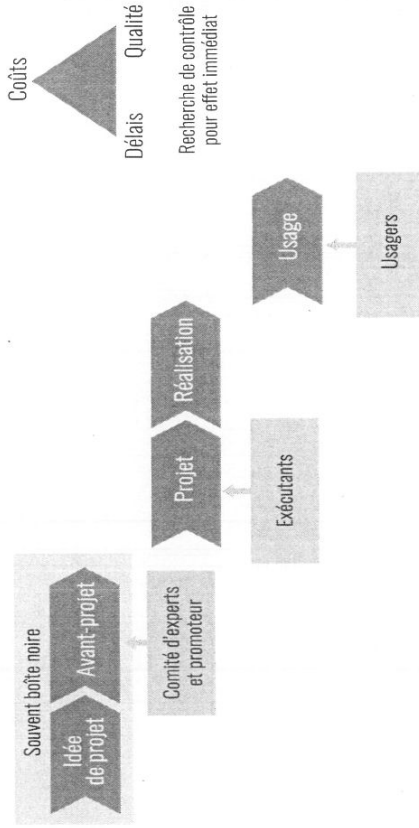 Souvent boîte noire
Idée
de projet
Avant-projet
Comité d'experts
et promoteur
Projet
Réalisation
Exécutants
Usage
Usagers
Coûts
Délais
Qualité
Recherche de contrôle
pour effet immédiat